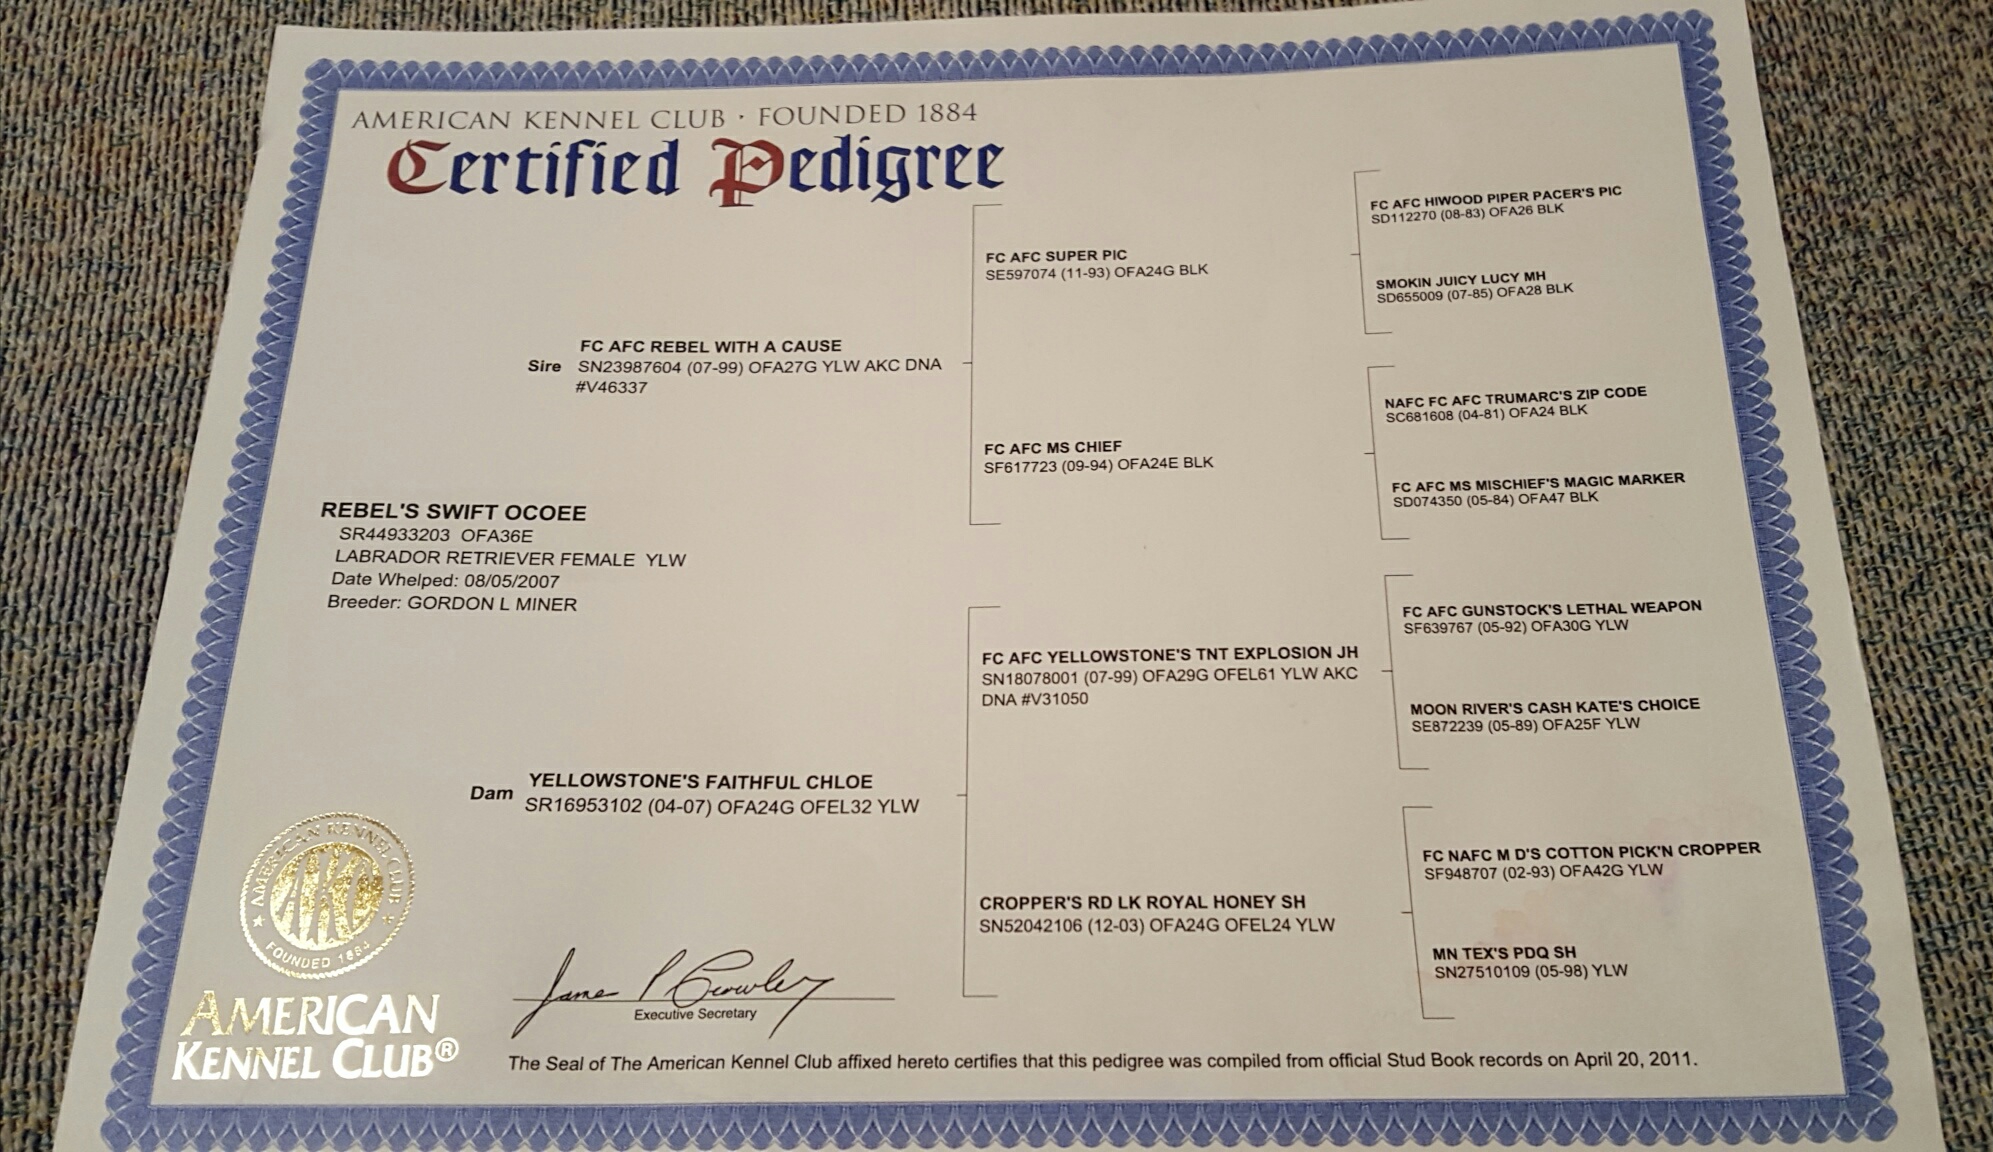 AMERICAN KENNEL CLUB · FOUNDED 1884
Certified Pedigree
FC AFC HIWOOD PIPER PACER'S PIC
SD112270 (08-83) OFA26 BLK
FC AFC SUPER PIC
SE597074 (11-93) OFA24G BLK
SMOKIN JUICY LUCY MH
SD655009 (07-85) OFA28 BLK
FC AFC REBEL WITH A CAUSE
Sire SN23987604 (07-99) OFA27G YLW AKC DNA
#V46337
NAFC FC AFC TRUMARC'S ZIP CODE
SC681608 (04-81) OFA24 BLK
FC AFC MS CHIEF
SF617723 (09-94) OFA24E BLK
FC AFC MS MISCHIEF'S MAGIC MARKER
SD074350 (05-84) OFA47 BLK
REBEL'S SWIFT OCOEE
SR44933203 OFA36E
LABRADOR RETRIEVER FEMALE YLW
Date Whelped: 08/05/2007
Breeder: GORDON L MINER
FC AFC GUNSTOCK'S LETHAL WEAPON
SF639767 (05-92) OFA30G YLW
FC AFC YELLOWSTONE'S TNT EXPLOSION JH
SN18078001 (07-99) OFA29G OFEL61 YLW AKC
DNA #V31050
MOON RIVER'S CASH KATE'S CHOICE
SE872239 (05-89) OFA25F YLW
YELLOWSTONE'S FAITHFUL CHLOE
Dam SR16953102 (04-07) OFA24G OFEL32 YLW
FC NAFC M D'S COTTON PICK'N CROPPER
SF948707 (02-93) OFA42G YLW
CROPPER'S RD LK ROYAL HONEY SH
SN52042106 (12-03) OFA24G OFEL24 YLW
MN TEX'S PDQ SH
SN27510109 (05-98) YLW
AMERICAN KENNEL CLUB
AKC
FOUNDED 1884
AMERICAN
KENNEL CLUB®
James P Crowley
Executive Secretary
The Seal of The American Kennel Club affixed hereto certifies that this pedigree was compiled from official Stud Book records on April 20, 2011.